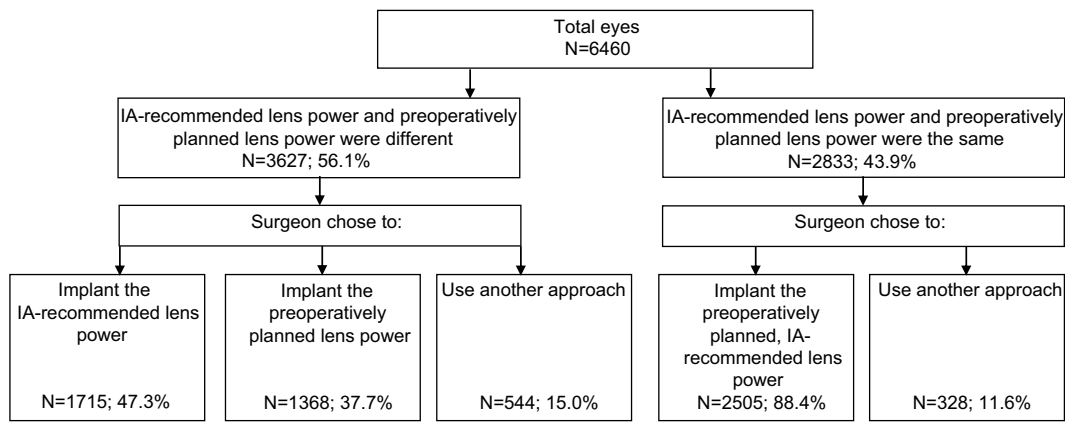 Total eyes
N=6460
IA-recommended lens power and preoperatively
planned lens power were different
N=3627; 56.1%
IA-recommended lens power and preoperatively
planned lens power were the same
N=2833; 43.9%
Surgeon chose to:
Surgeon chose to:
Implant the
IA-recommended lens
power
N=1715; 47.3%
Implant the
preoperatively
planned lens power
N=1368; 37.7%
Use another approach
N=544; 15.0%
Implant the
preoperatively
planned, IA-
recommended lens
power
N=2505; 88.4%
Use another approach
N=328; 11.6%